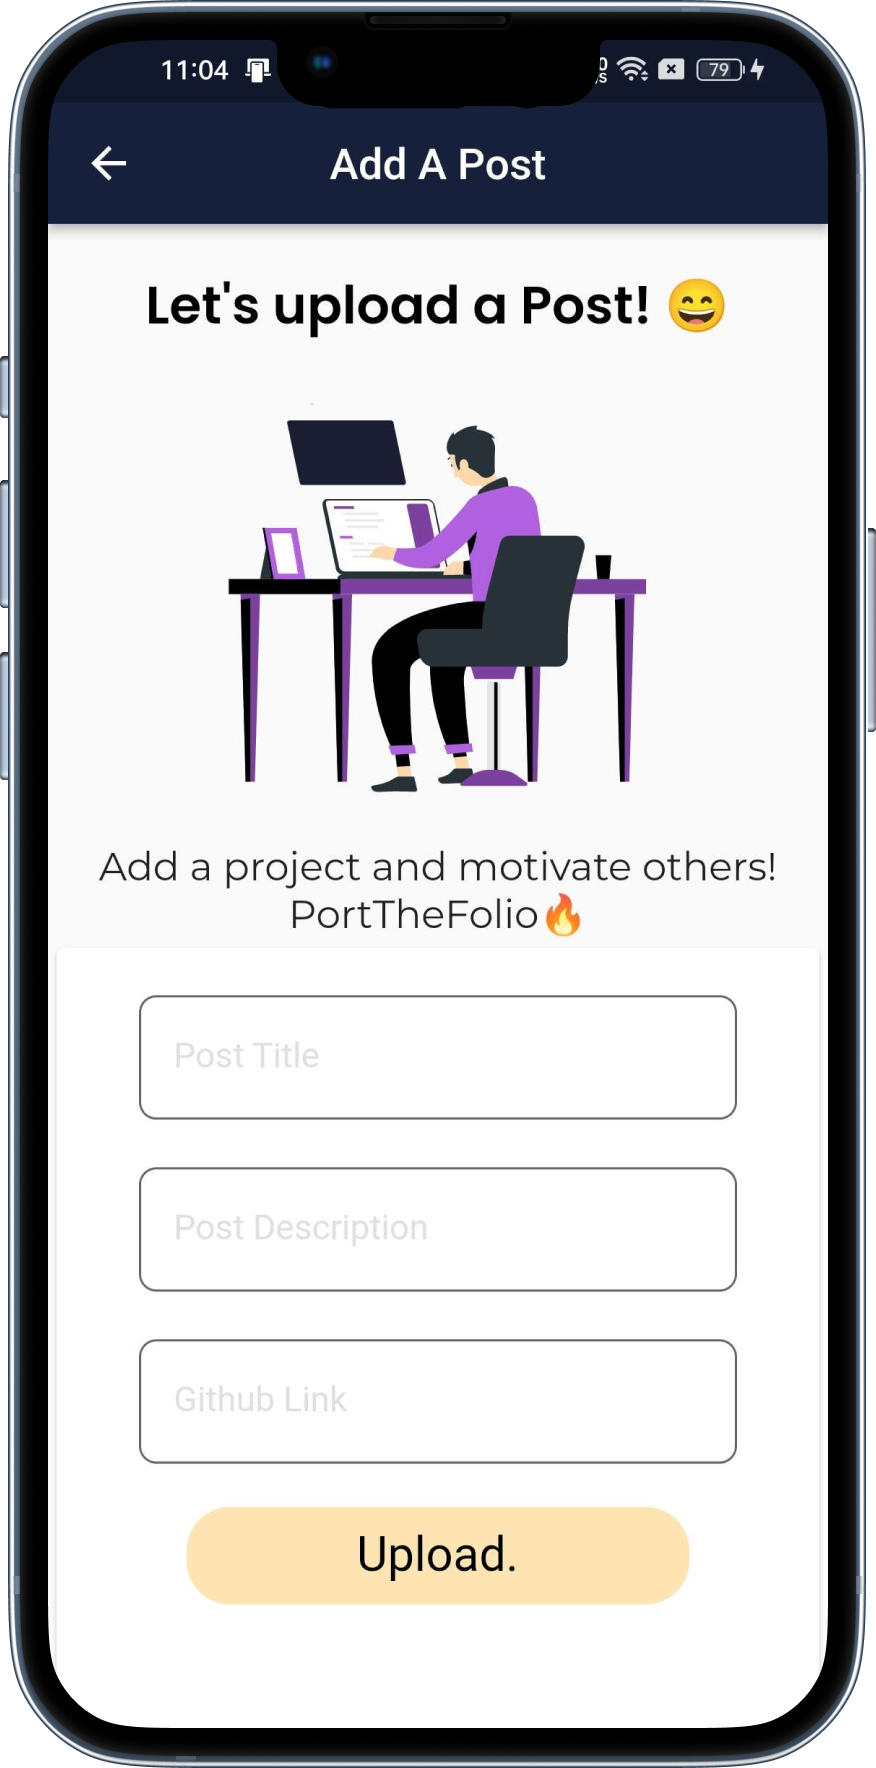 11:04
79
Add A Post
Let's upload a Post! 😄
Add a project and motivate others!
PortTheFolio🔥
Post Title
Post Description
Github Link
Upload.